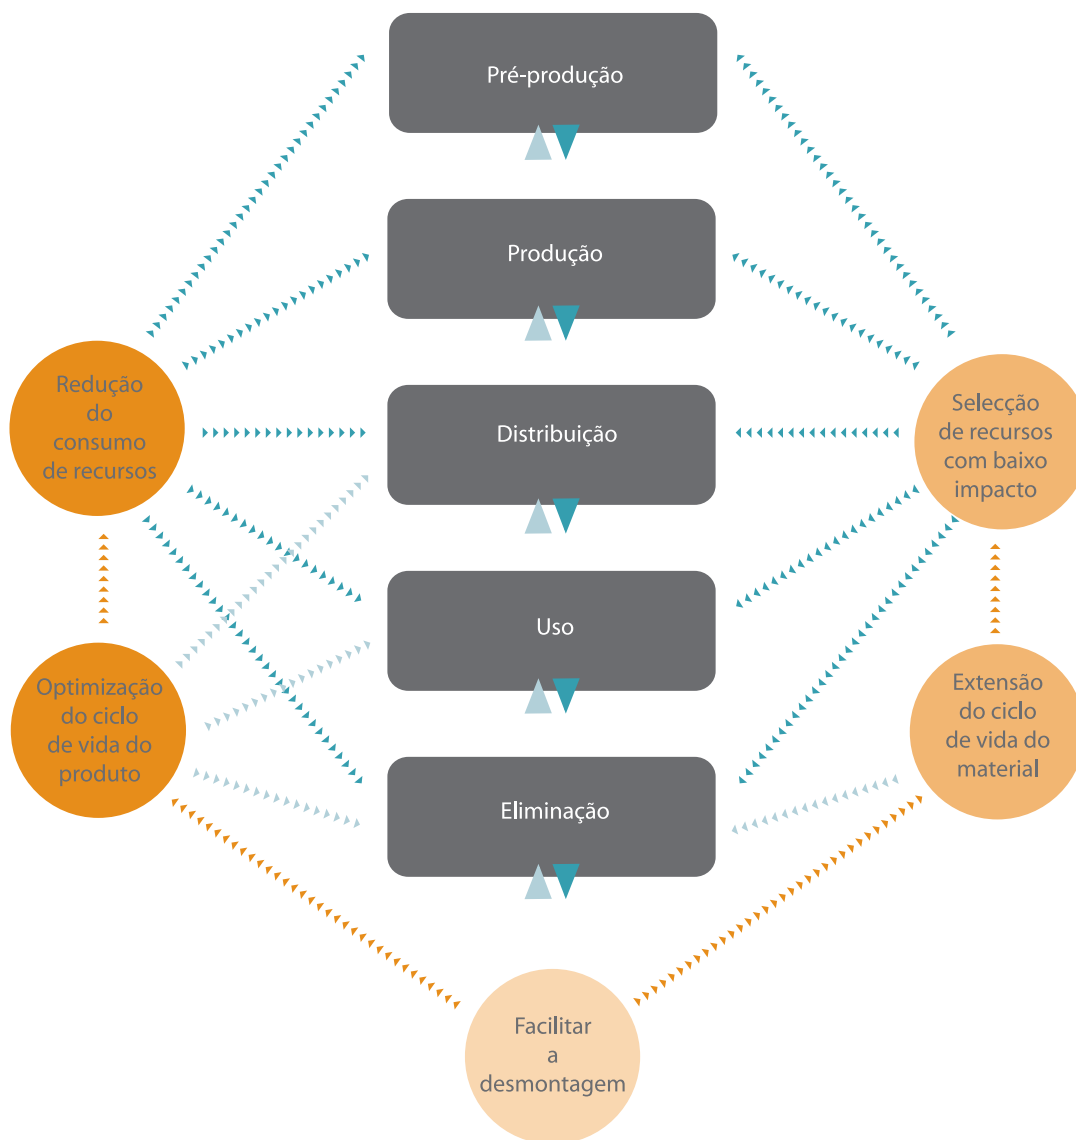 Pré-produção
Produção
Redução
do
consumo
de recursos
Distribuição
Selecção
de recursos
com baixo
impacto
Uso
Optimização
do ciclo
de vida do
produto
Extensão
do ciclo
de vida do
material
Eliminação
Facilitar
a
desmontagem